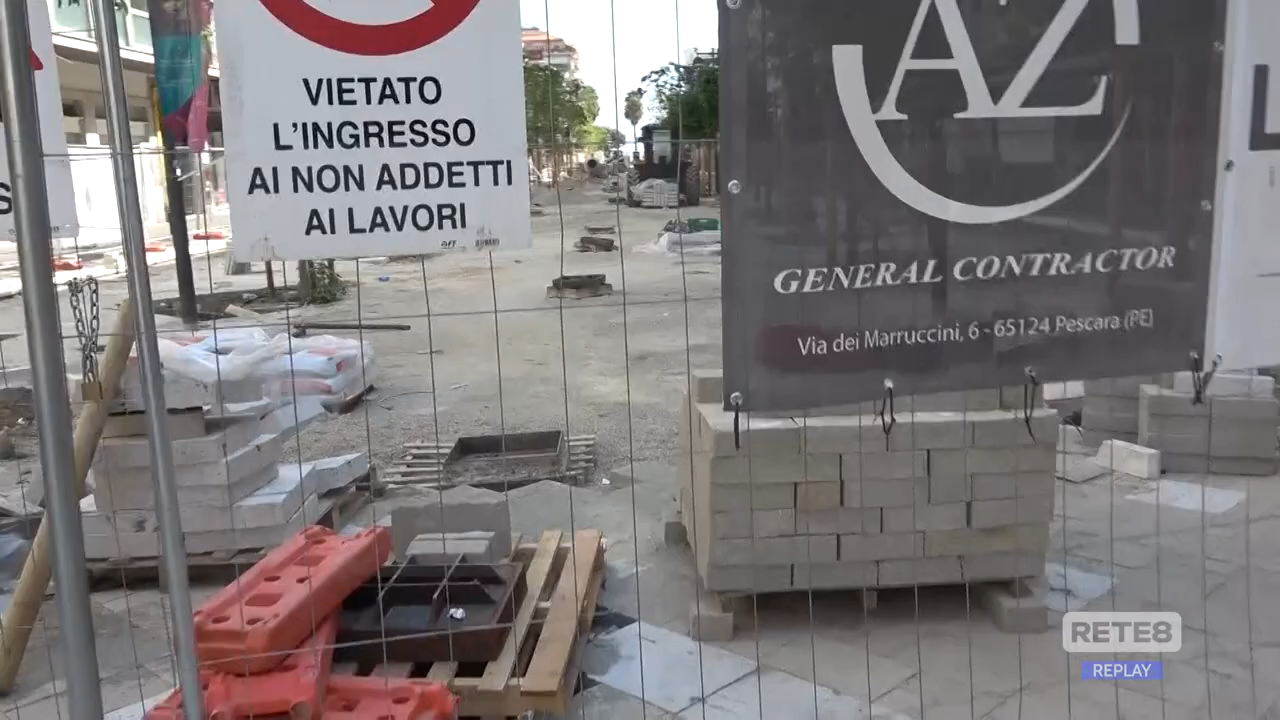 VIETATO
L'INGRESSO
AI NON ADDETTI
AI LAVORI
AZ
GENERAL CONTRACTOR
Via dei Marruccini, 6 - 65124 Pescara (PE)
RETE8
REPLAY